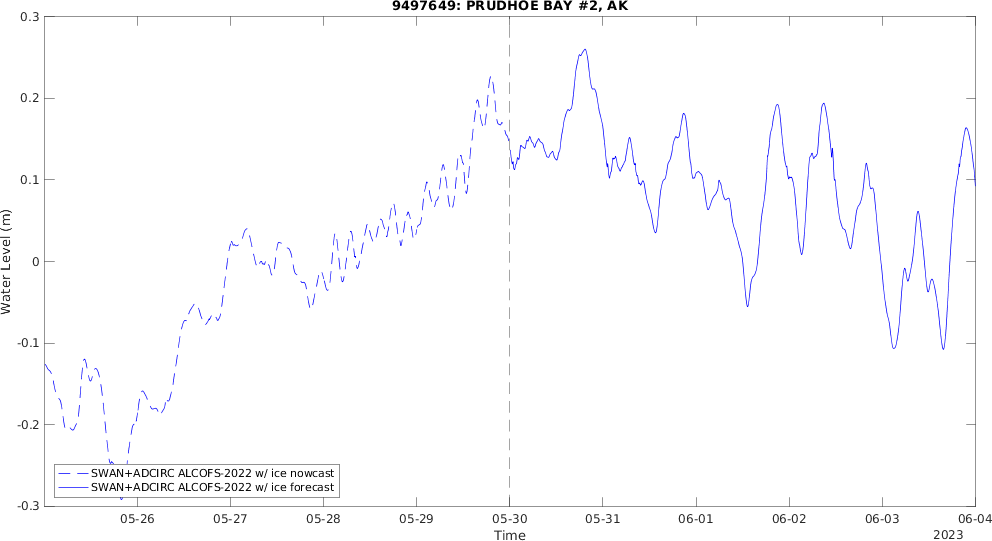 9497649: PRUDHOE BAY #2, AK
0.3
0.2
0.1
0
-0.1
-0.2
-0.3
Water Level (m)
SWAN+ADCIRC ALCOFS-2022 w/ ice nowcast
SWAN+ADCIRC ALCOFS-2022 w/ ice forecast
05-26 05-27 05-28 05-29 05-30 05-31 06-01 06-02 06-03 06-04
Time
2023